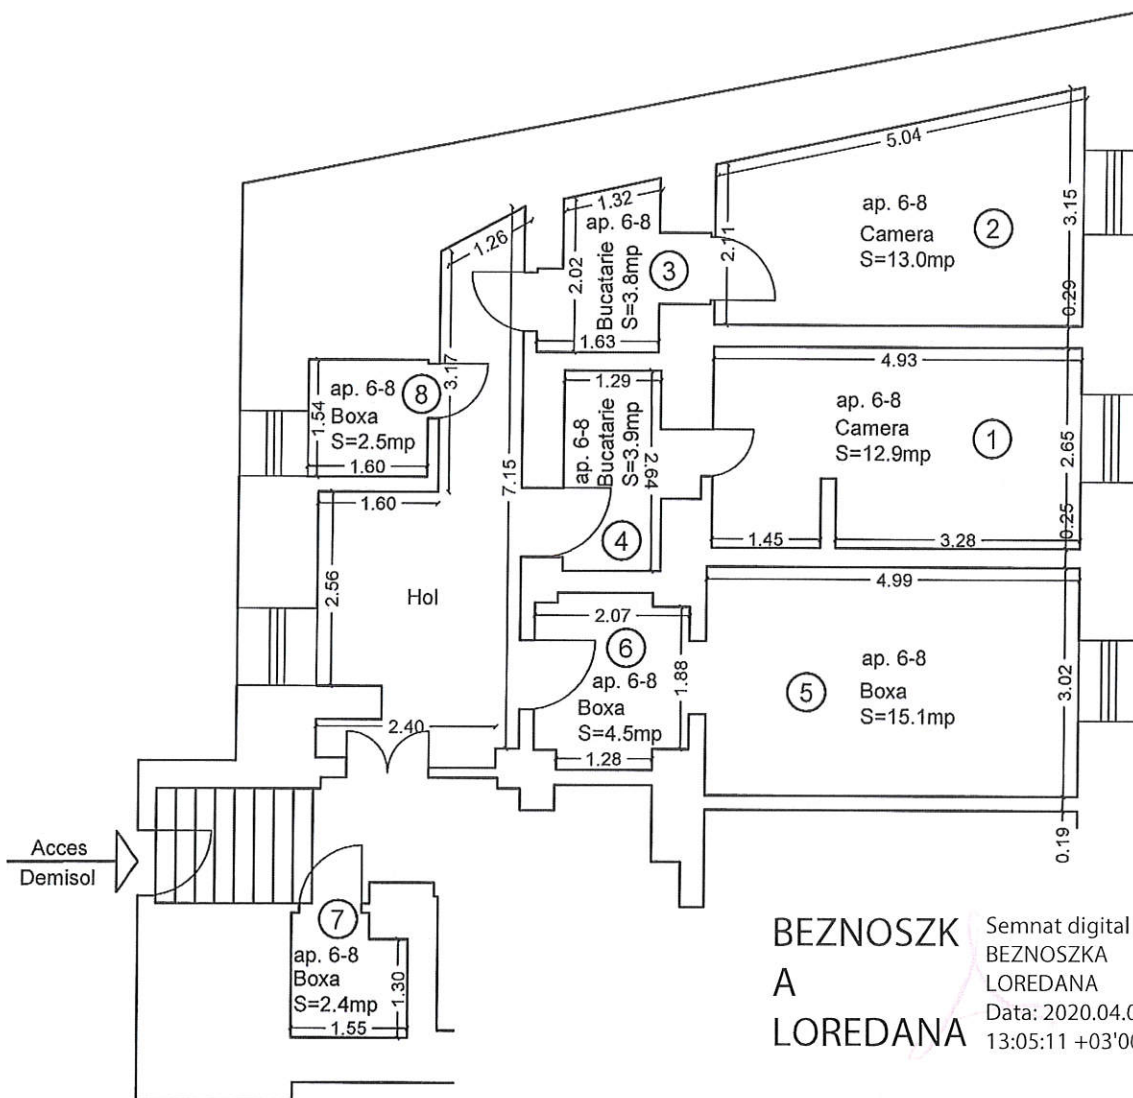 5.04
ap. 6-8
Camera
S=13.0mp
2
3.15
0.29
2.11
1.32
ap. 6-8
Bucatarie
S=3.8mp
3
2.02
1.63
1.26
3.17
7.15
ap. 6-8
Boxa
S=2.5mp
8
1.54
1.60
1.60
4.93
ap. 6-8
Camera
S=12.9mp
1
2.65
0.25
1.45
3.28
1.29
ap. 6-8
Bucatarie
S=3.9mp
2.64
4
2.56
Hol
2.40
2.07
6
ap. 6-8
Boxa
S=4.5mp
1.88
1.28
4.99
ap. 6-8
Boxa
S=15.1mp
5
3.02
0.19
Acces
Demisol
7
ap. 6-8
Boxa
S=2.4mp
1.30
1.55
BEZNOSZK
A
LOREDANA
Semnat digital
BEZNOSZKA
LOREDANA
Data: 2020.04.0
13:05:11 +03'00